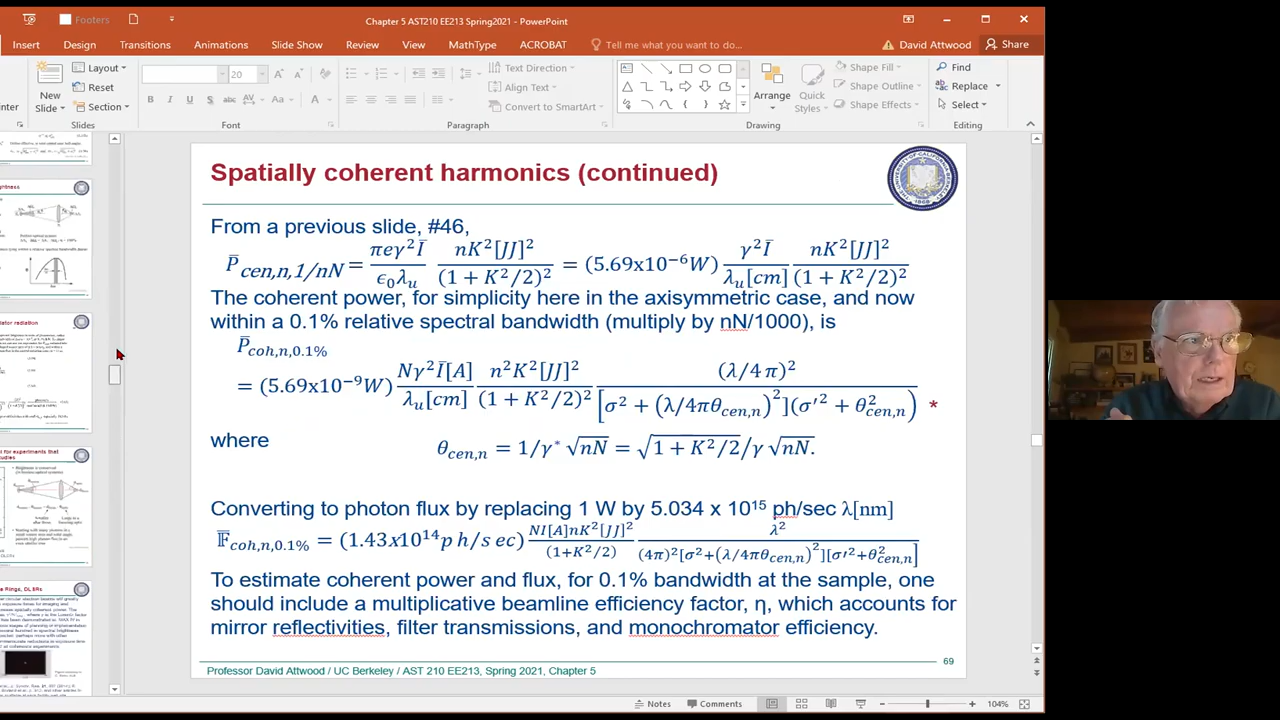 Footers
Chapter 5 AST210 EE213 Spring2021 - PowerPoint
Insert Design Transitions Animations Slide Show Review View MathType ACROBAT Tell me what you want to do... David Attwood Share
Layout
Reset
New Slide
Section
20
Text Direction
Align Text
Convert to SmartArt
Arrange
Quick Styles
Shape Fill
Shape Outline
Shape Effects
Find
Replace
Select
Slides Font Paragraph Drawing Editing
Spatially coherent harmonics (continued)
From a previous slide, #46,
P̄cen,n,1/nN = πeγ²Ī/ϵ₀λᵤ nK²[JJ]²/(1 + K²/2)² = (5.69x10⁻⁶W) γ²Ī/λᵤ[cm] nK²[JJ]²/(1 + K²/2)²
The coherent power, for simplicity here in the axisymmetric case, and now
within a 0.1% relative spectral bandwidth (multiply by nN/1000), is
P̄coh,n,0.1%
= (5.69x10⁻⁹W) Nγ²Ī[A]/λᵤ[cm] n²K²[JJ]²/(1 + K²/2)² (λ/4 π)²/[σ² + (λ/4πθcen,n)²](σ′² + θ²cen,n) *
where θcen,n = 1/γ* √nN = √1 + K²/2/γ √nN.
Converting to photon flux by replacing 1 W by 5.034 x 10¹⁵ ph/sec λ[nm]
F̄coh,n,0.1% = (1.43x10¹⁴p h/s ec) NI[A]nK²[JJ]²/(1+K²/2) λ²/(4π)²[σ²+(λ/4πθcen,n)²][σ′²+θ²cen,n]
To estimate coherent power and flux, for 0.1% bandwidth at the sample, one
should include a multiplicative beamline efficiency factor, η, which accounts for
mirror reflectivities, filter transmissions, and monochromator efficiency.
Professor David Attwood / UC Berkeley / AST 210 EE213, Spring 2021, Chapter 5
69
Notes Comments 104%